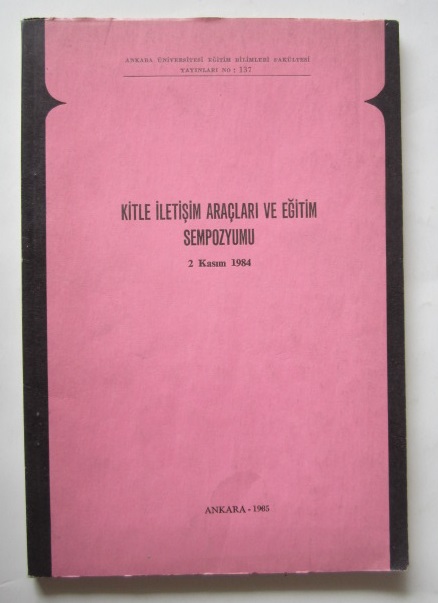 ANKARA ÜNİVERSİTESİ EĞİTİM BİLİMLERİ FAKÜLTESİ
YAYINLARI NO : 137
KİTLE İLETİŞİM ARAÇLARI VE EĞİTİM
SEMPOZYUMU
2 Kasım 1984
ANKARA - 1985